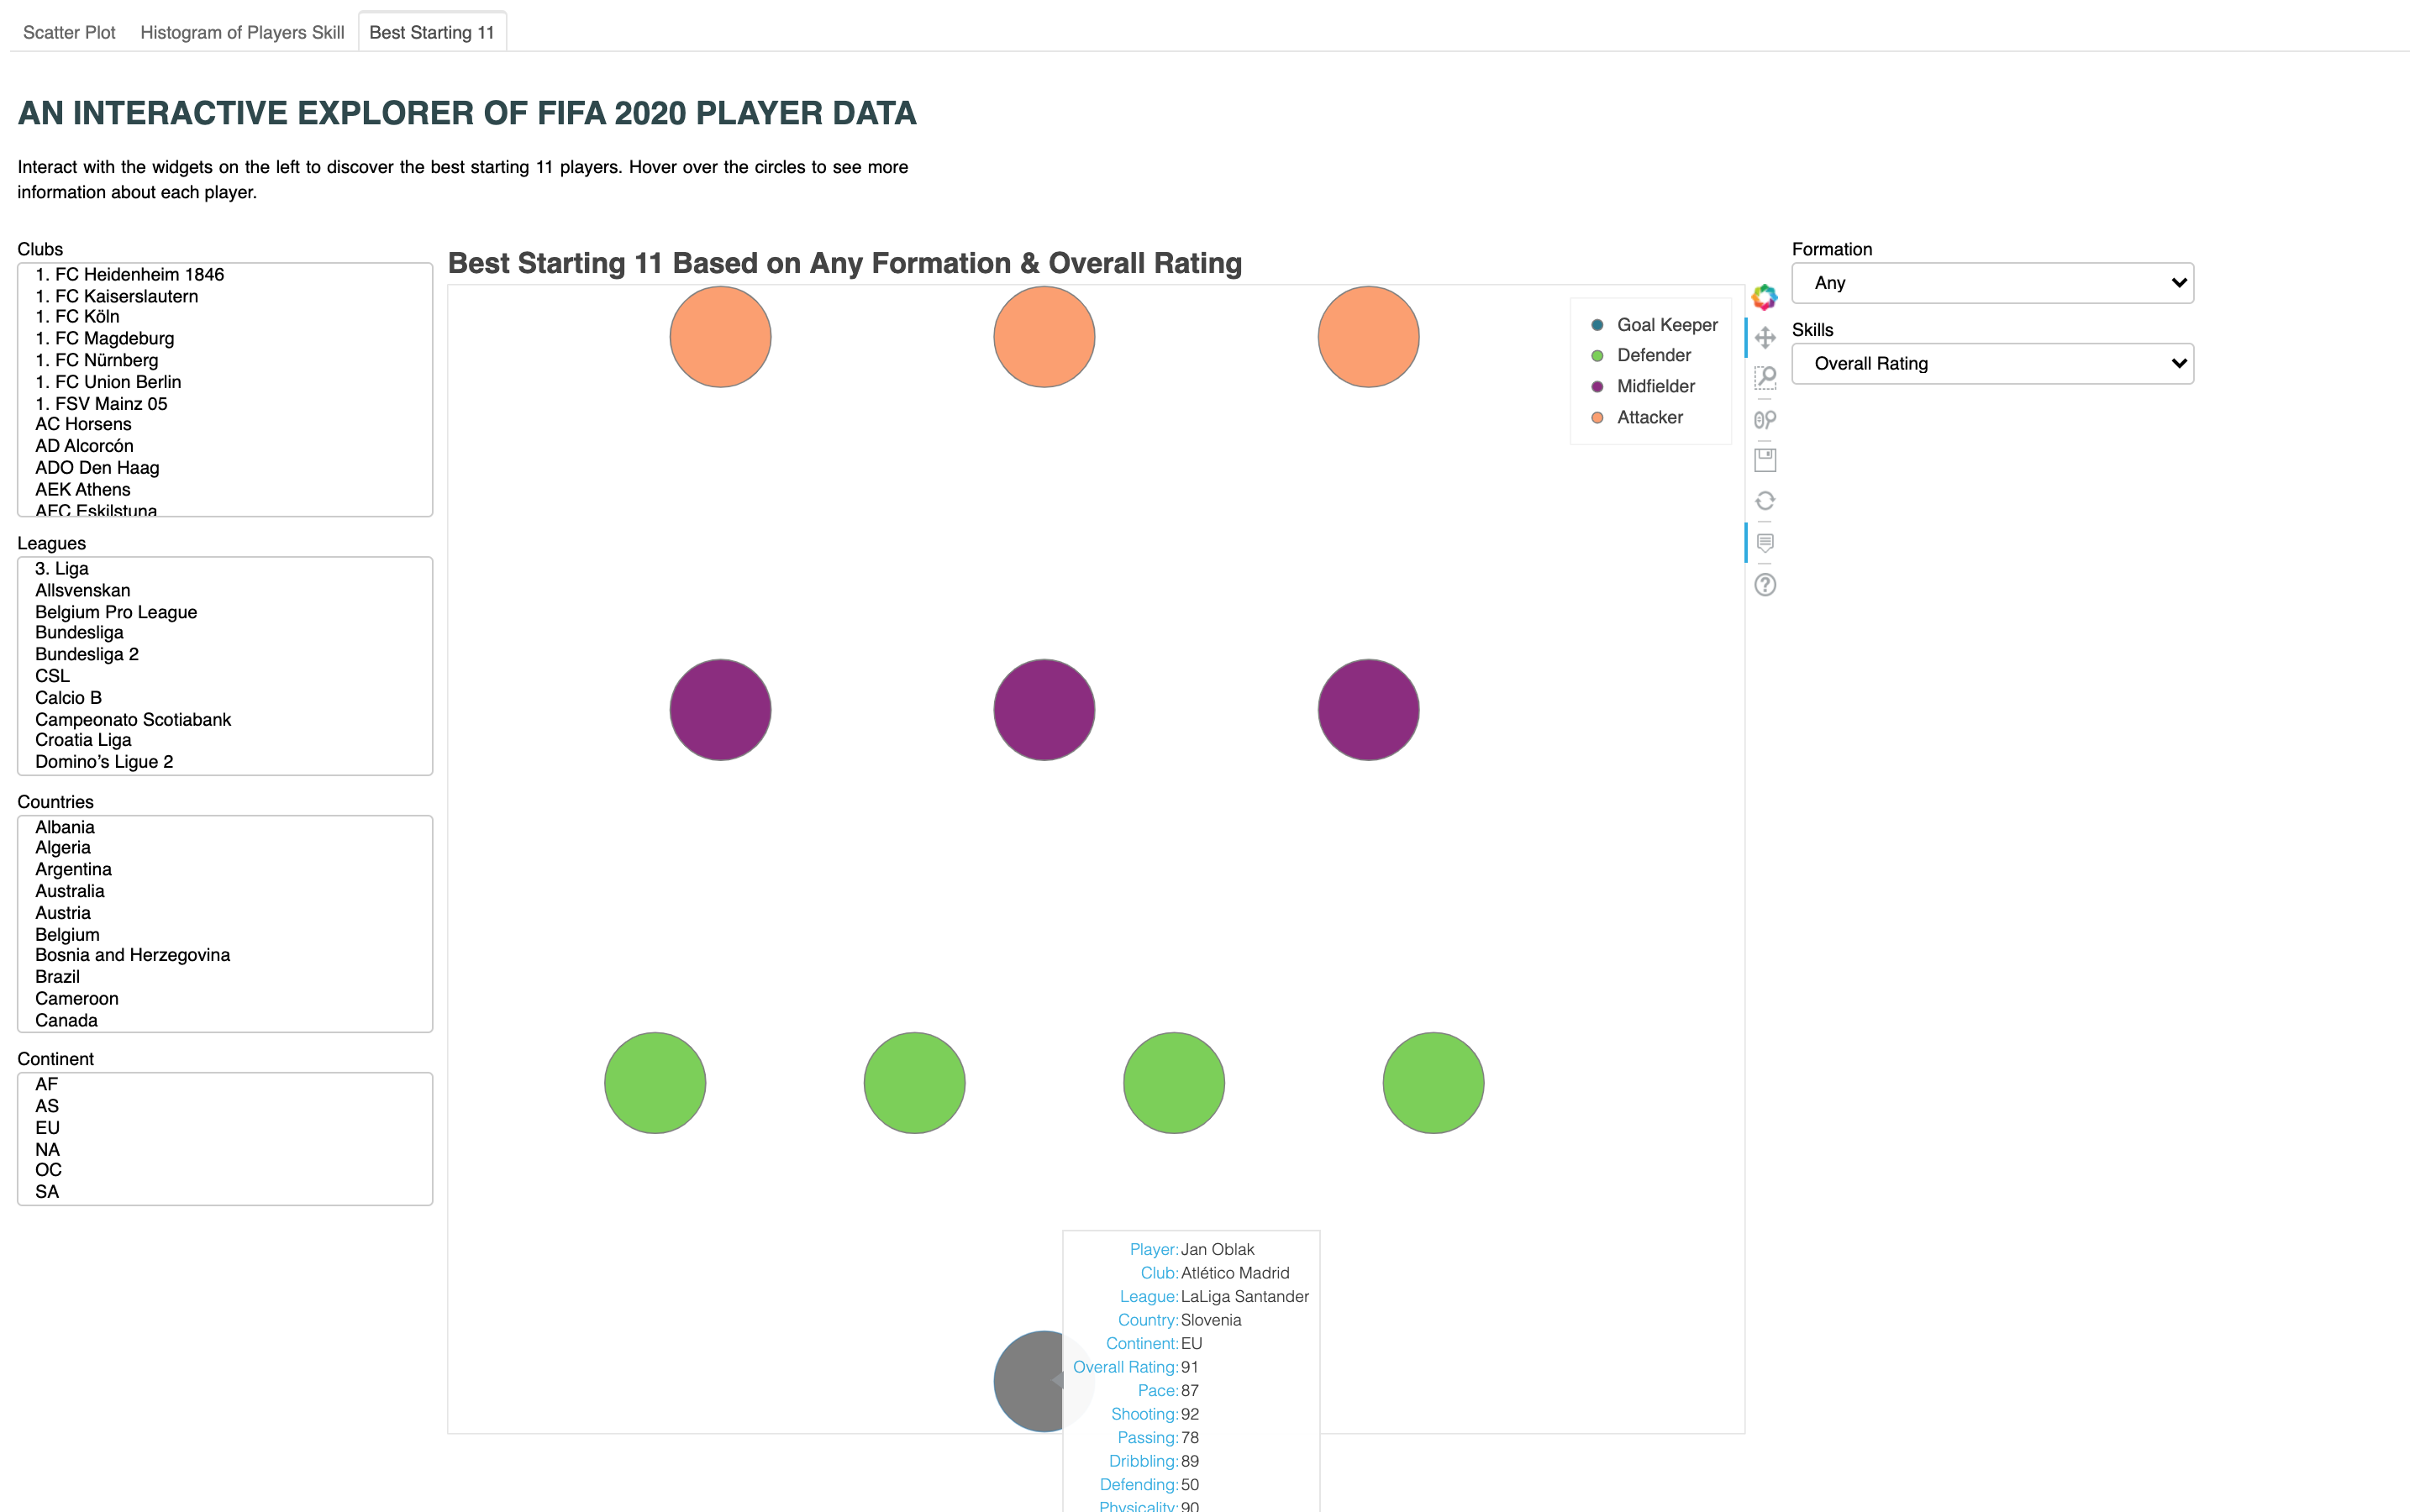 Scatter Plot Histogram of Players Skill Best Starting 11
AN INTERACTIVE EXPLORER OF FIFA 2020 PLAYER DATA
Interact with the widgets on the left to discover the best starting 11 players. Hover over the circles to see more
information about each player.
Clubs
1. FC Heidenheim 1846
1. FC Kaiserslautern
1. FC Köln
1. FC Magdeburg
1. FC Nürnberg
1. FC Union Berlin
1. FSV Mainz 05
AC Horsens
AD Alcorcón
ADO Den Haag
AEK Athens
AFC Eskilstuna
Leagues
3. Liga
Allsvenskan
Belgium Pro League
Bundesliga
Bundesliga 2
CSL
Calcio B
Campeonato Scotiabank
Croatia Liga
Domino’s Ligue 2
Countries
Albania
Algeria
Argentina
Australia
Austria
Belgium
Bosnia and Herzegovina
Brazil
Cameroon
Canada
Continent
AF
AS
EU
NA
OC
SA
Best Starting 11 Based on Any Formation & Overall Rating
Goal Keeper
Defender
Midfielder
Attacker
Player: Jan Oblak
Club: Atlético Madrid
League: LaLiga Santander
Country: Slovenia
Continent: EU
Overall Rating: 91
Pace: 87
Shooting: 92
Passing: 78
Dribbling: 89
Defending: 50
Physicality: 90
Formation
Any
Skills
Overall Rating